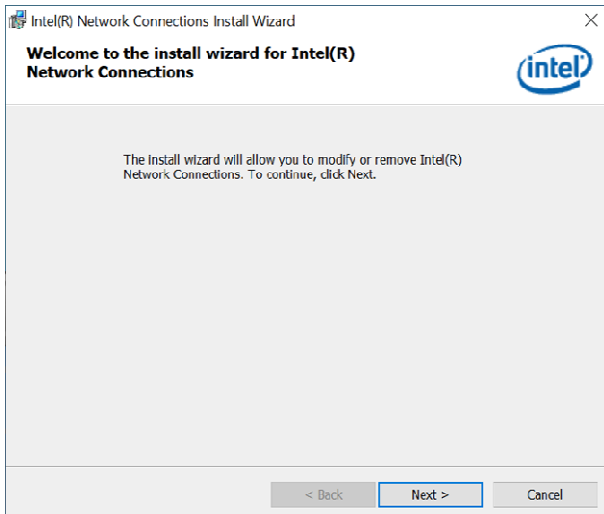 Intel(R) Network Connections Install Wizard
Welcome to the install wizard for Intel(R)
Network Connections
intel
The install wizard will allow you to modify or remove Intel(R)
Network Connections. To continue, click Next.
< Back
Next >
Cancel